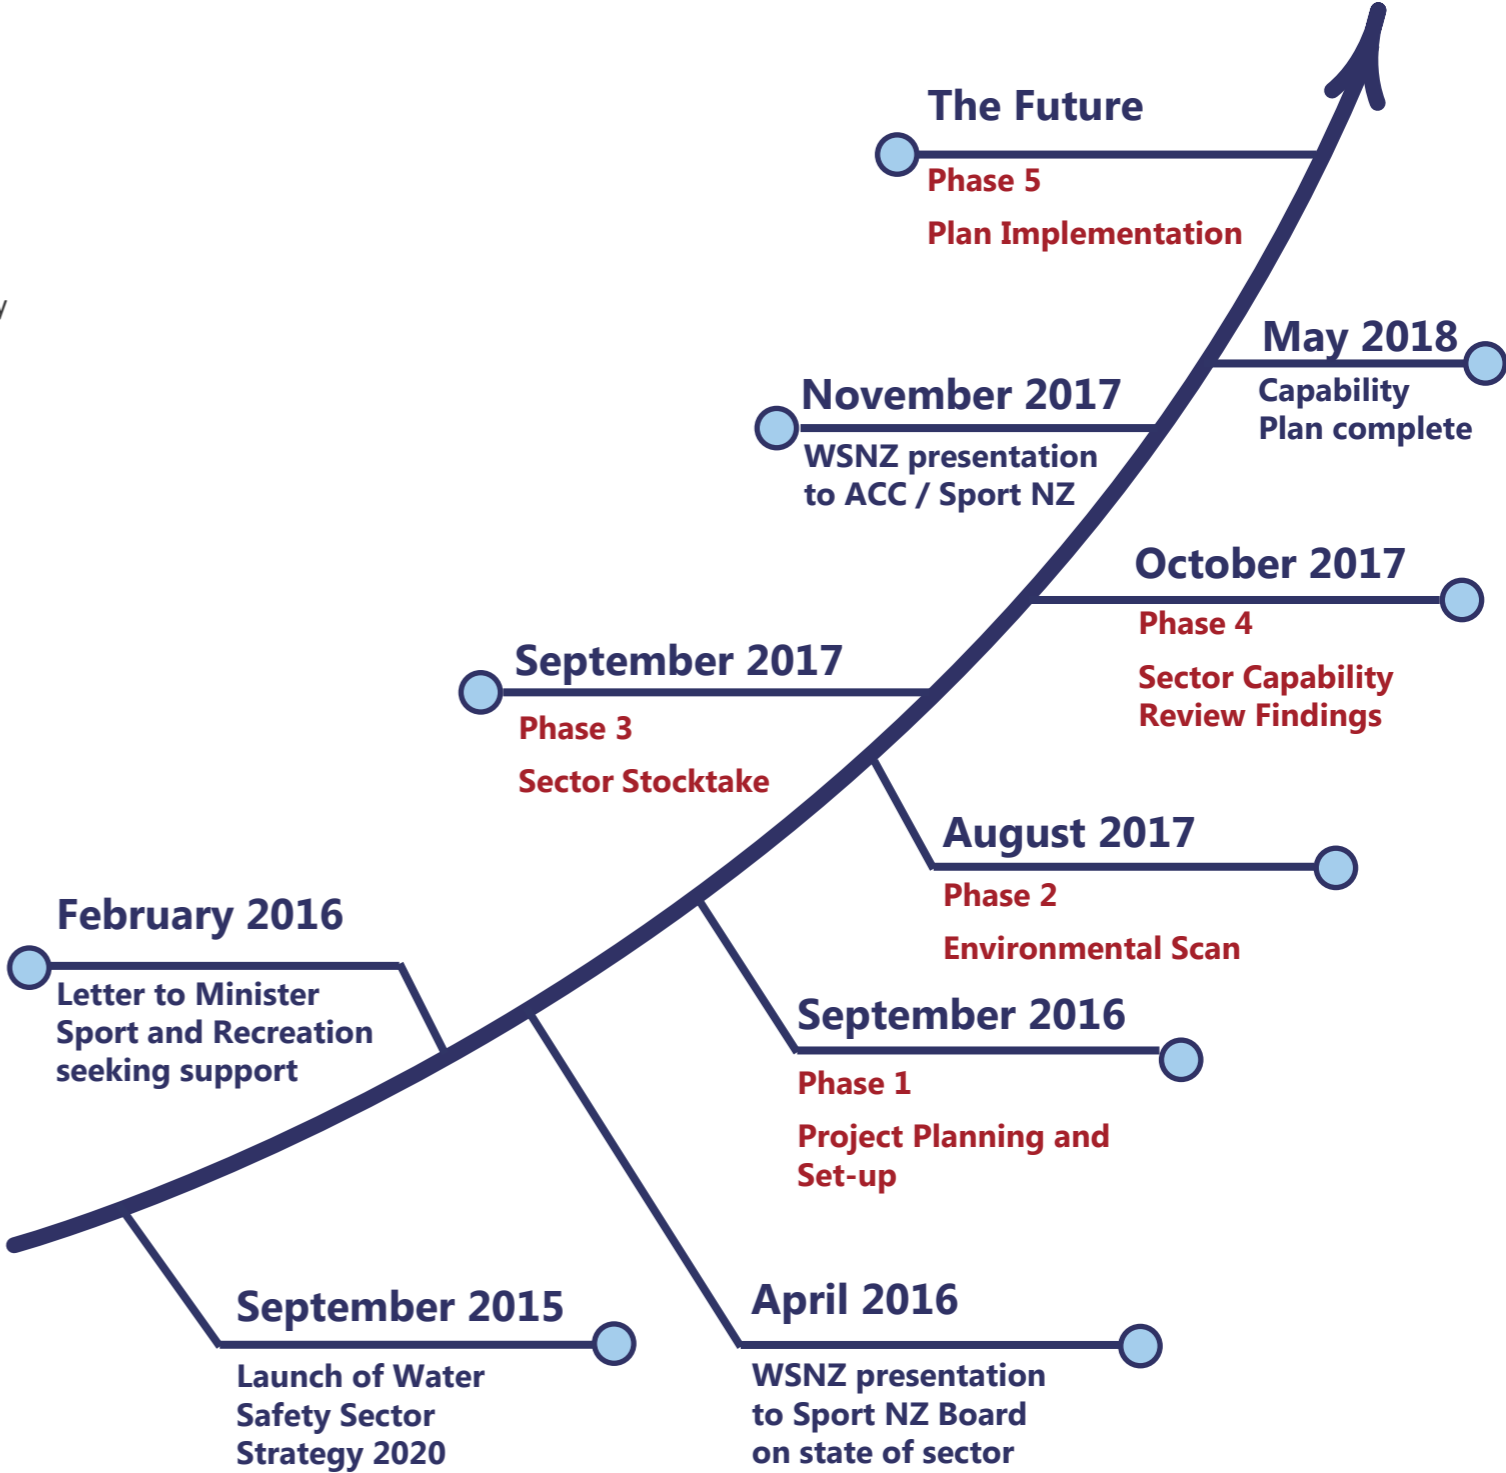 The Future
Phase 5
Plan Implementation
y
May 2018
Capability
Plan complete
November 2017
WSNZ presentation
to ACC / Sport NZ
October 2017
Phase 4
Sector Capability
Review Findings
September 2017
Phase 3
Sector Stocktake
August 2017
Phase 2
Environmental Scan
February 2016
Letter to Minister
Sport and Recreation
seeking support
September 2016
Phase 1
Project Planning and
Set-up
September 2015
Launch of Water
Safety Sector
Strategy 2020
April 2016
WSNZ presentation
to Sport NZ Board
on state of sector